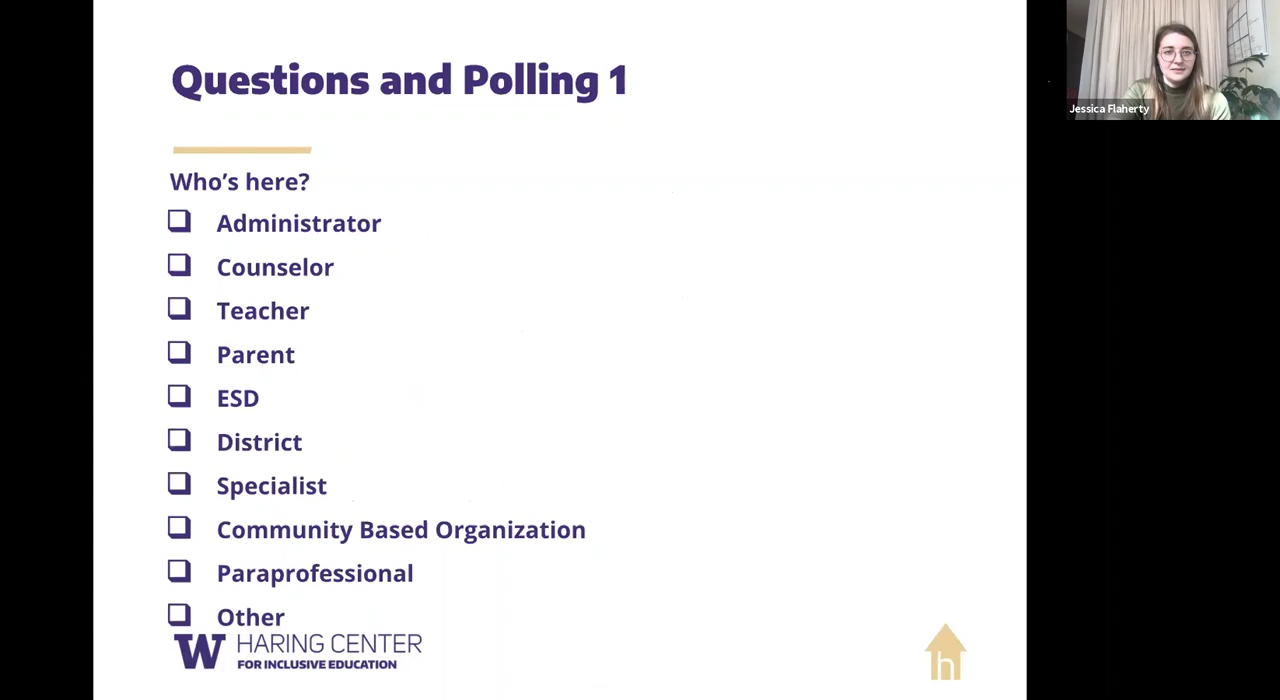 Questions and Polling 1
Who's here?
Administrator
Counselor
Teacher
Parent
ESD
District
Specialist
Community Based Organization
Paraprofessional
Other
W HARING CENTER
FOR INCLUSIVE EDUCATION
h
Jessica Flaherty